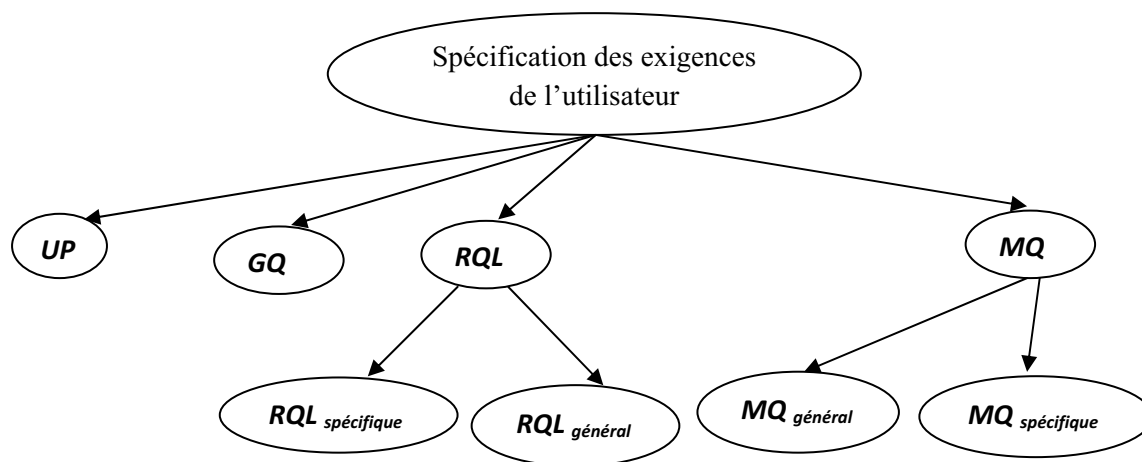 Spécification des exigences
de l’utilisateur
UP
GQ
RQL
MQ
RQL spécifique
RQL général
MQ général
MQ spécifique